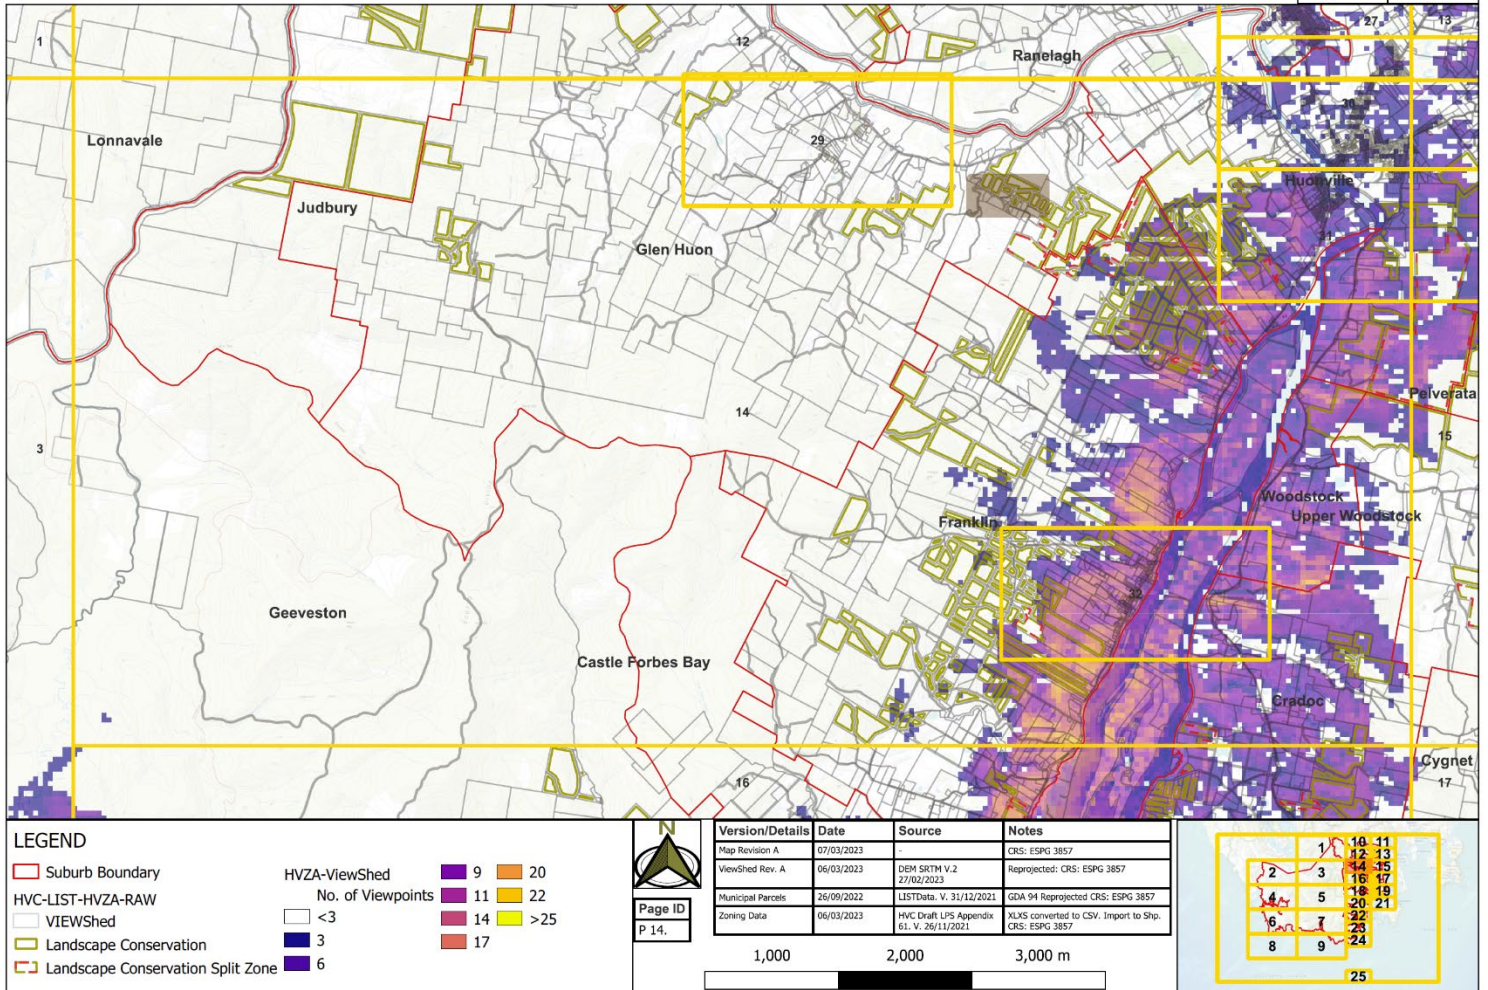 1
12
27
13
Ranelagh
30
Lonnavale
29
Huonville
Judbury
31
Glen Huon
Pelverata
14
15
3
Woodstock
Upper Woodstock
Franklin
32
Geeveston
Castle Forbes Bay
Cradoc
Cygnet
16
17
LEGEND
Suburb Boundary
HVC-LIST-HVZA-RAW
VIEWShed
Landscape Conservation
Landscape Conservation Split Zone
HVZA-ViewShed
No. of Viewpoints
<3
3
6
9
11
14
17
20
22
>25
N
Page ID
P 14.
Version/Details Date Source Notes
Map Revision A 07/03/2023 - CRS: ESPG 3857
ViewShed Rev. A 06/03/2023 DEM SRTM V.2 Reprojected: CRS: ESPG 3857
27/02/2023
Municipal Parcels 26/09/2022 LISTData. V. 31/12/2021 GDA 94 Reprojected CRS: ESPG 3857
Zoning Data 06/03/2023 HVC Draft LPS Appendix XLXS converted to CSV. Import to Shp.
61. V. 26/11/2021 CRS: ESPG 3857
1,000 2,000 3,000 m
1 10 11
12 13
2 3 14 15
16 17
4 5 18 19
20 21
6 7 22
23
8 9 24
25